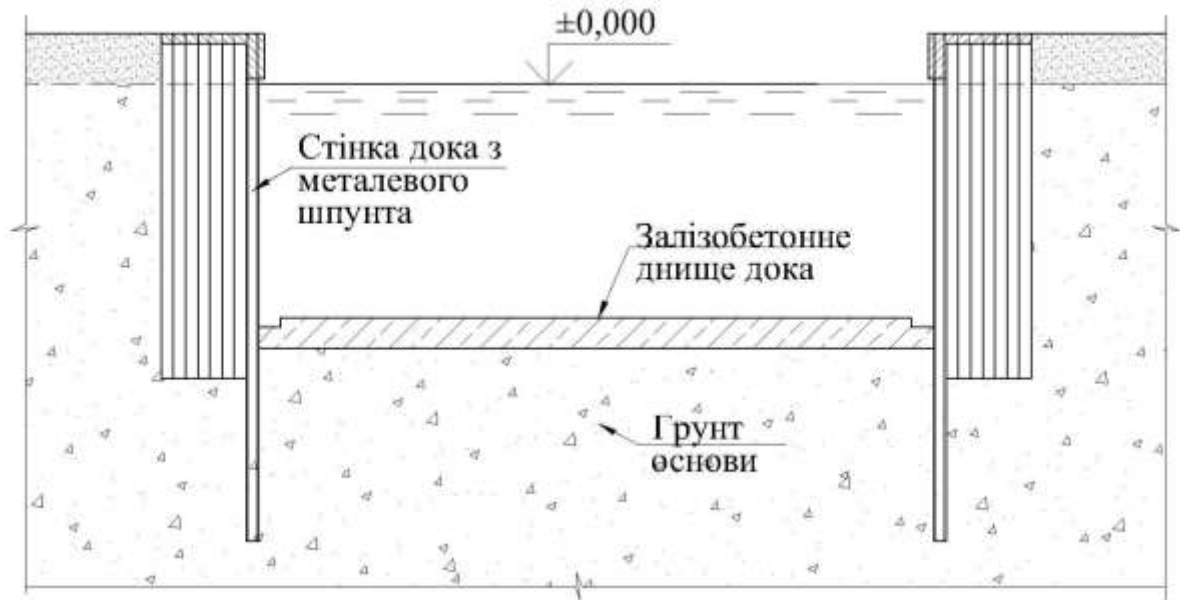 ±0,000
Стінка дока з
металевого
шпунта
Залізобетонне
днище дока
Грунт
основи